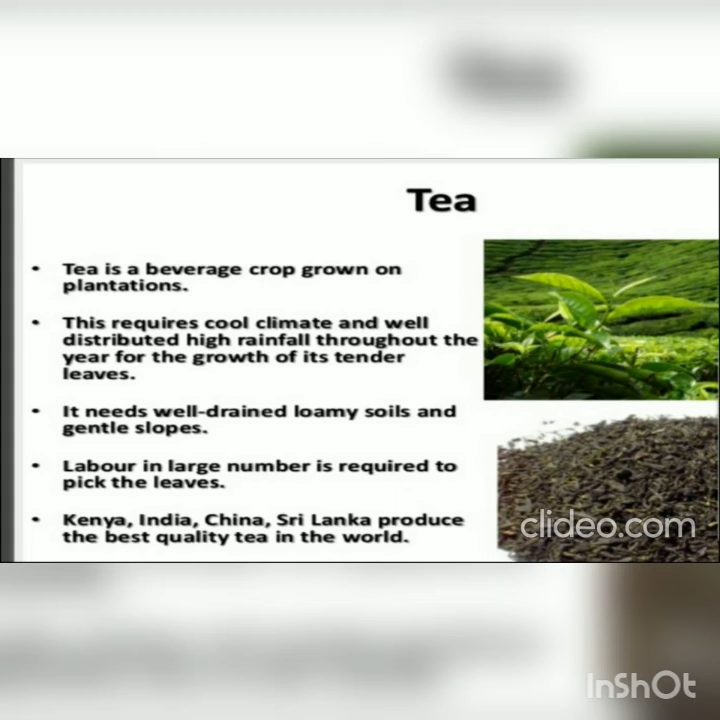 Tea
• Tea is a beverage crop grown on
plantations.
• This requires cool climate and well
distributed high rainfall throughout the
year for the growth of its tender
leaves.
• It needs well-drained loamy soils and
gentle slopes.
• Labour in large number is required to
pick the leaves.
• Kenya, India, China, Sri Lanka produce
the best quality tea in the world.
clideo.com
InShOt